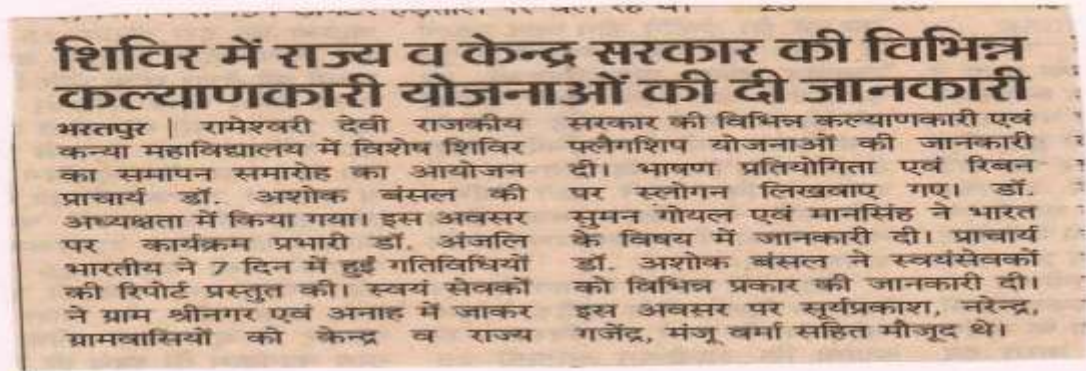 शिविर में राज्य व केन्द्र सरकार की विभिन्न
कल्याणकारी योजनाओं की दी जानकारी
भरतपुर | रामेश्वरी देवी राजकीय
कन्या महाविद्यालय में विशेष शिविर
का समापन समारोह का आयोजन
प्राचार्य डॉ. अशोक बंसल की
अध्यक्षता में किया गया। इस अवसर
पर कार्यक्रम प्रभारी डॉ. अंजलि
भारतीय ने 7 दिन में हुई गतिविधियों
की रिपोर्ट प्रस्तुत की। स्वयं सेवकों
ने ग्राम श्रीनगर एवं अनाह में जाकर
ग्रामवासियों को केन्द्र व राज्य
सरकार की विभिन्न कल्याणकारी एवं
फ्लैगशिप योजनाओं की जानकारी
दी। भाषण प्रतियोगिता एवं रिबन
पर स्लोगन लिखवाए गए। डॉ.
सुमन गोयल एवं मानसिंह ने भारत
के विषय में जानकारी दी। प्राचार्य
डॉ. अशोक बंसल ने स्वयंसेवकों
को विभिन्न प्रकार की जानकारी दी।
इस अवसर पर सूर्यप्रकाश, नरेन्द्र,
गजेंद्र, मंजू वर्मा सहित मौजूद थे।